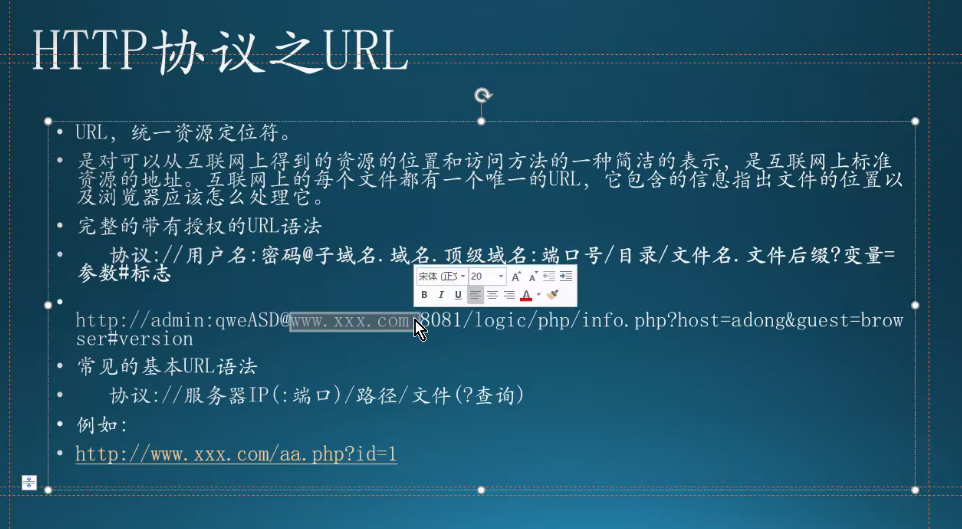 HTTP协议之URL
• URL，统一资源定位符。
• 是对可以从互联网上得到的资源的位置和访问方法的一种简洁的表示，是互联网上标准
资源的地址。互联网上的每个文件都有一个唯一的URL，它包含的信息指出文件的位置以
及浏览器应该怎么处理它。
• 完整的带有授权的URL语法
• 协议://用户名:密码@子域名.域名.顶级域名:端口号/目录/文件名.文件后缀?变量=
参数#标志
宋体 (正文 20 A A
B I U A
•
http://admin:qweASD@www.xxx.com:8081/logic/php/info.php?host=adong&guest=brow
ser#version
• 常见的基本URL语法
• 协议://服务器IP(:端口)/路径/文件(?查询)
• 例如:
• http://www.xxx.com/aa.php?id=1